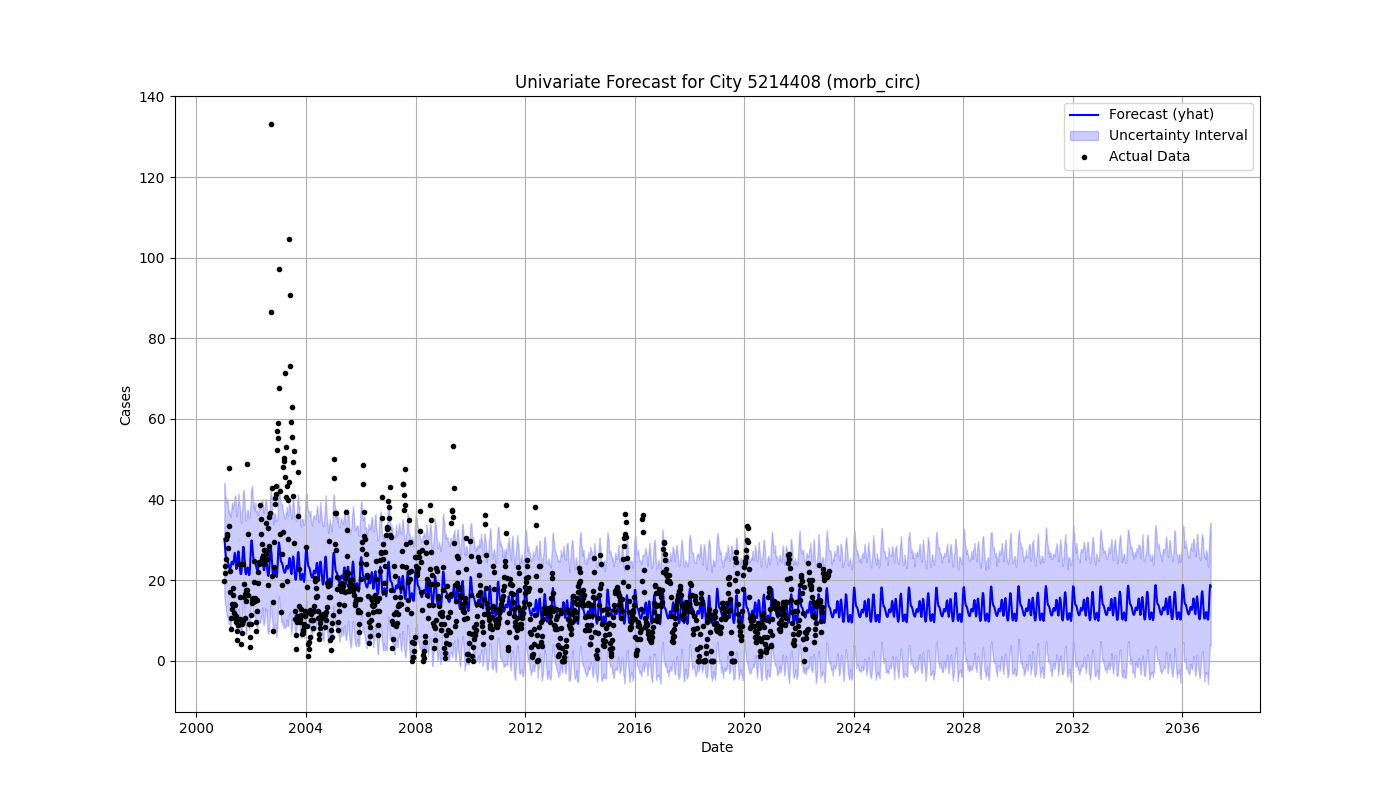 Univariate Forecast for City 5214408 (morb_circ)
Forecast (yhat)
Uncertainty Interval
Actual Data
Cases
140
120
100
80
60
40
20
0
2000 2004 2008 2012 2016 2020 2024 2028 2032 2036
Date